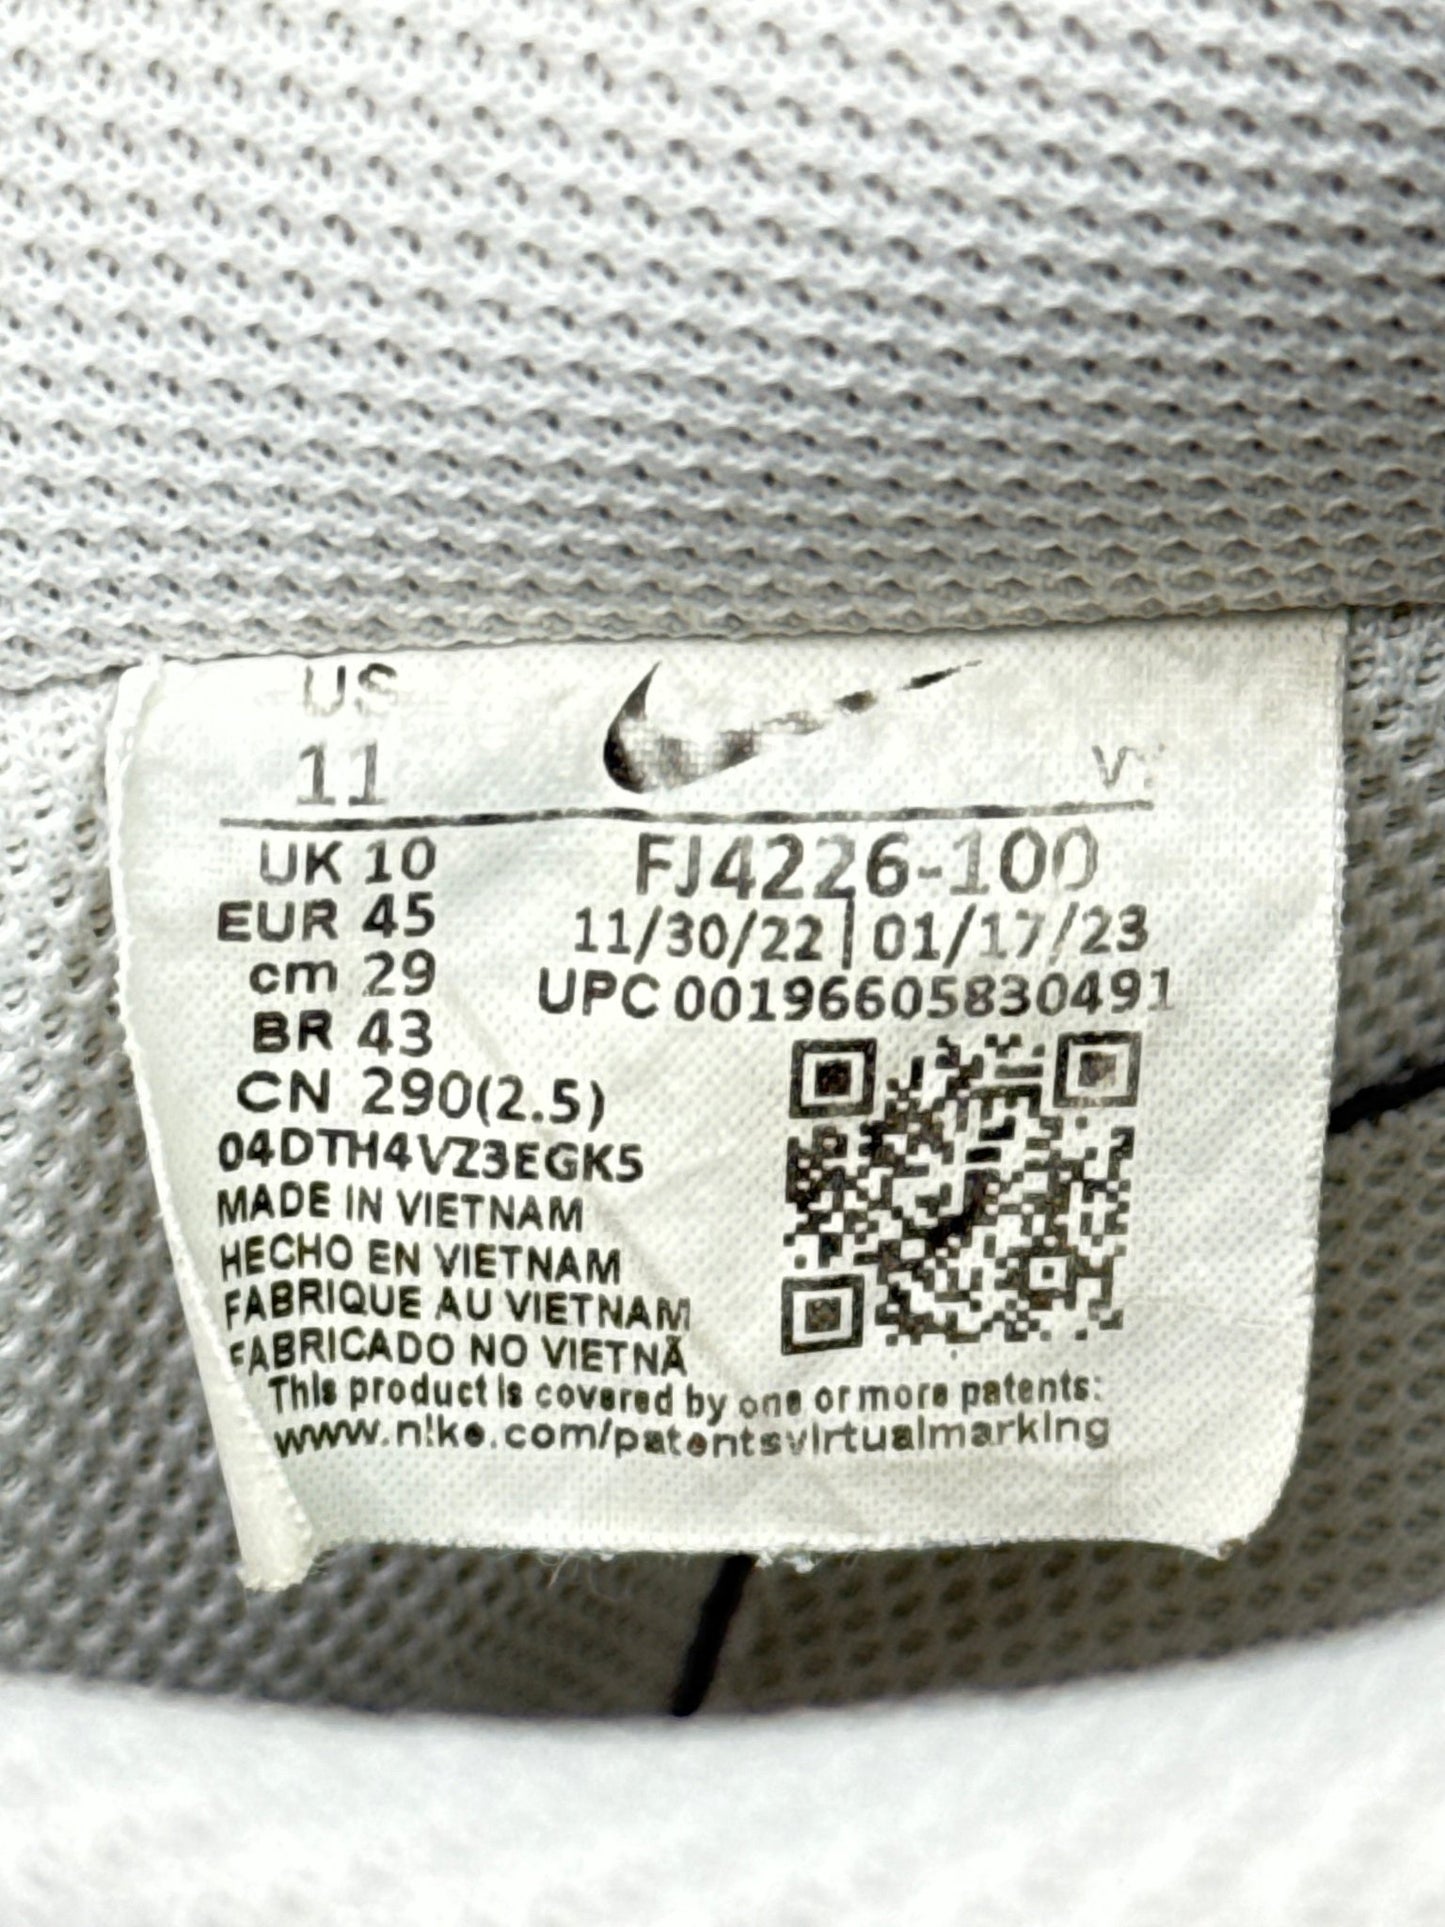 US
11
UK 10
EUR 45
cm 29
BR 43
CN 290(2.5)
04DTH4VZ3EGK5
MADE IN VIETNAM
HECHO EN VIETNAM
FABRIQUE AU VIETNAM
FABRICADO NO VIETNÃ
FJ4226-100
11/30/22 | 01/17/23
UPC 00196605830491
This product is covered by one or more patents:
www.nike.com/patentsvirtualmarking